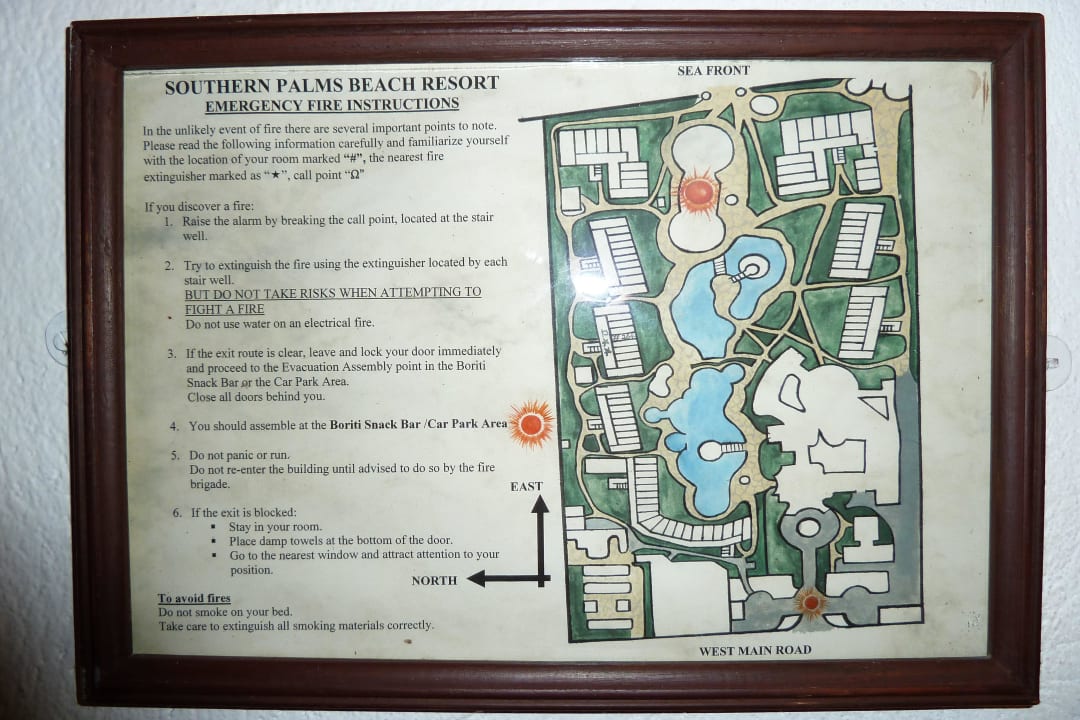 SOUTHERN PALMS BEACH RESORT
EMERGENCY FIRE INSTRUCTIONS
In the unlikely event of fire there are several important points to note.
Please read the following information carefully and familiarize yourself
with the location of your room marked “#”, the nearest fire
extinguisher marked as “★”, call point “Ω”
If you discover a fire:
1. Raise the alarm by breaking the call point, located at the stair
well.
2. Try to extinguish the fire using the extinguisher located by each
stair well.
BUT DO NOT TAKE RISKS WHEN ATTEMPTING TO
FIGHT A FIRE
Do not use water on an electrical fire.
3. If the exit route is clear, leave and lock your door immediately
and proceed to the Evacuation Assembly point in the Boriti
Snack Bar or the Car Park Area.
Close all doors behind you.
4. You should assemble at the Boriti Snack Bar /Car Park Area
5. Do not panic or run.
Do not re-enter the building until advised to do so by the fire
brigade.
6. If the exit is blocked:
▪ Stay in your room.
▪ Place damp towels at the bottom of the door.
▪ Go to the nearest window and attract attention to your
position.
To avoid fires
Do not smoke on your bed.
Take care to extinguish all smoking materials correctly.
SEA FRONT
EAST
NORTH
WEST MAIN ROAD